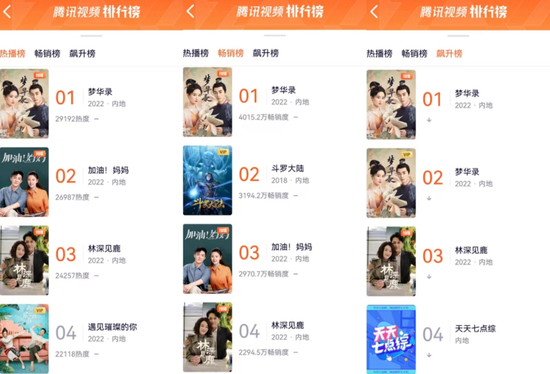 腾讯视频 排行榜
热播榜 畅销榜 飙升榜
01
梦华录
2022 · 内地
29192热度 –
02
加油！妈妈
2022 · 内地
26987热度 –
03
林深见鹿
2022 · 内地
24257热度 –
04
遇见璀璨的你
2022 · 内地
22118热度 –
腾讯视频 排行榜
热播榜 畅销榜 飙升榜
01
梦华录
2022 · 内地
4015.2万畅销度 –
02
斗罗大陆
2018 · 内地
3194.2万畅销度 –
03
加油！妈妈
2022 · 内地
2970.7万畅销度 –
04
林深见鹿
2022 · 内地
2294.5万畅销度 –
腾讯视频 排行榜
热播榜 畅销榜 飙升榜
01
梦华录
2022 · 内地
02
梦华录
2022 · 内地
03
林深见鹿
2022 · 内地
天天
七点综
04
天天七点综
内地